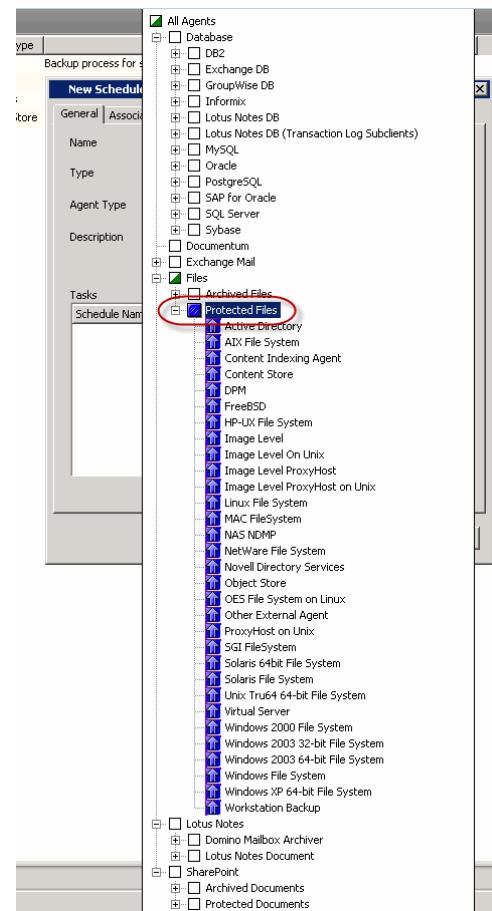 All Agents
Database
DB2
Exchange DB
GroupWise DB
Informix
Lotus Notes DB
Lotus Notes DB (Transaction Log Subclients)
MySQL
Oracle
PostgreSQL
SAP for Oracle
SQL Server
Sybase
Documentum
Exchange Mail
Files
Archived Files
Protected Files
Active Directory
AIX File System
Content Indexing Agent
Content Store
DPM
FreeBSD
HP-UX File System
Image Level
Image Level On Unix
Image Level ProxyHost
Image Level ProxyHost on Unix
Linux File System
MAC FileSystem
NAS NDMP
NetWare File System
Novell Directory Services
Object Store
OES File System on Linux
Other External Agent
ProxyHost on Unix
SGI FileSystem
Solaris 64bit File System
Solaris File System
Unix Tru64 64-bit File System
Virtual Server
Windows 2000 File System
Windows 2003 32-bit File System
Windows 2003 64-bit File System
Windows File System
Windows XP 64-bit File System
Workstation Backup
Lotus Notes
Domino Mailbox Archiver
Lotus Notes Document
SharePoint
Archived Documents
Protected Documents
ype
Backup process for s
tore
New Schedule
General Associa
Name
Type
Agent Type
Description
Tasks
Schedule Nam